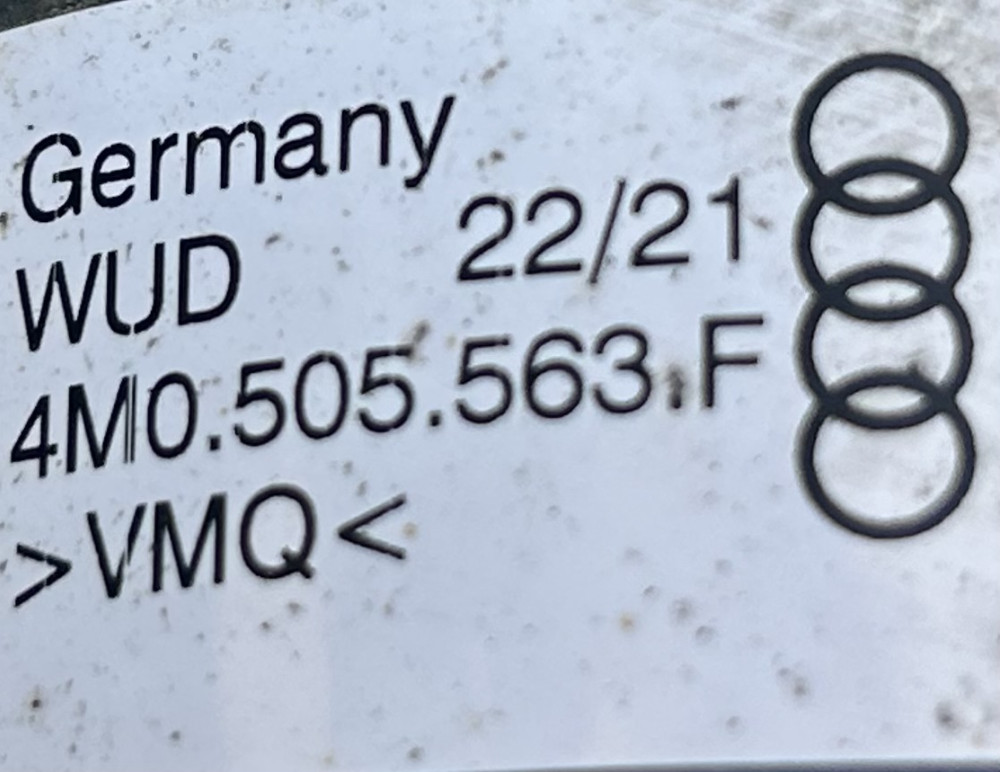 Germany
WUD 22/21
4M0.505.563.F
>VMQ<